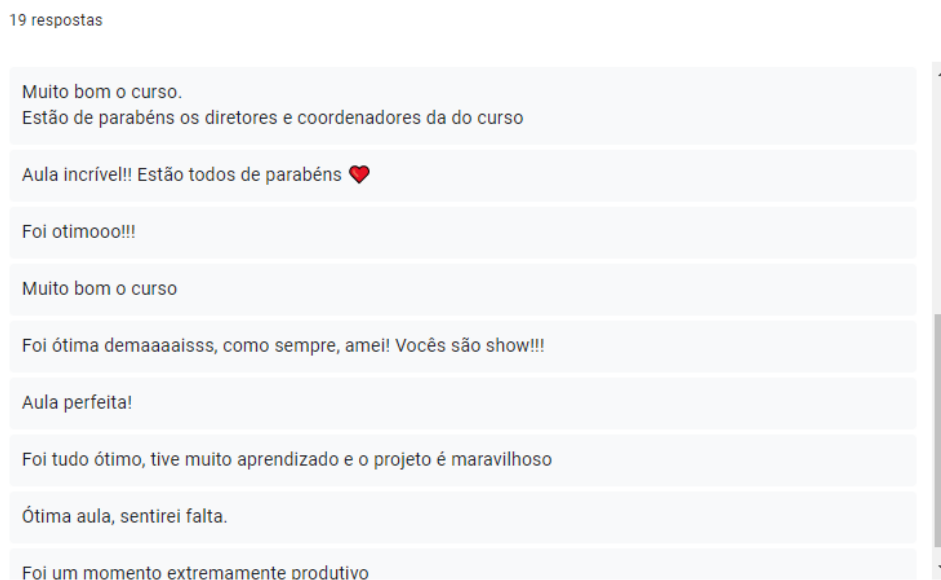 19 respostas
Muito bom o curso.
Estão de parabéns os diretores e coordenadores da do curso
Aula incrível!! Estão todos de parabéns ❤️
Foi otimooo!!!
Muito bom o curso
Foi ótima demaaaaisss, como sempre, amei! Vocês são show!!!
Aula perfeita!
Foi tudo ótimo, tive muito aprendizado e o projeto é maravilhoso
Ótima aula, sentirei falta.
Foi um momento extremamente produtivo